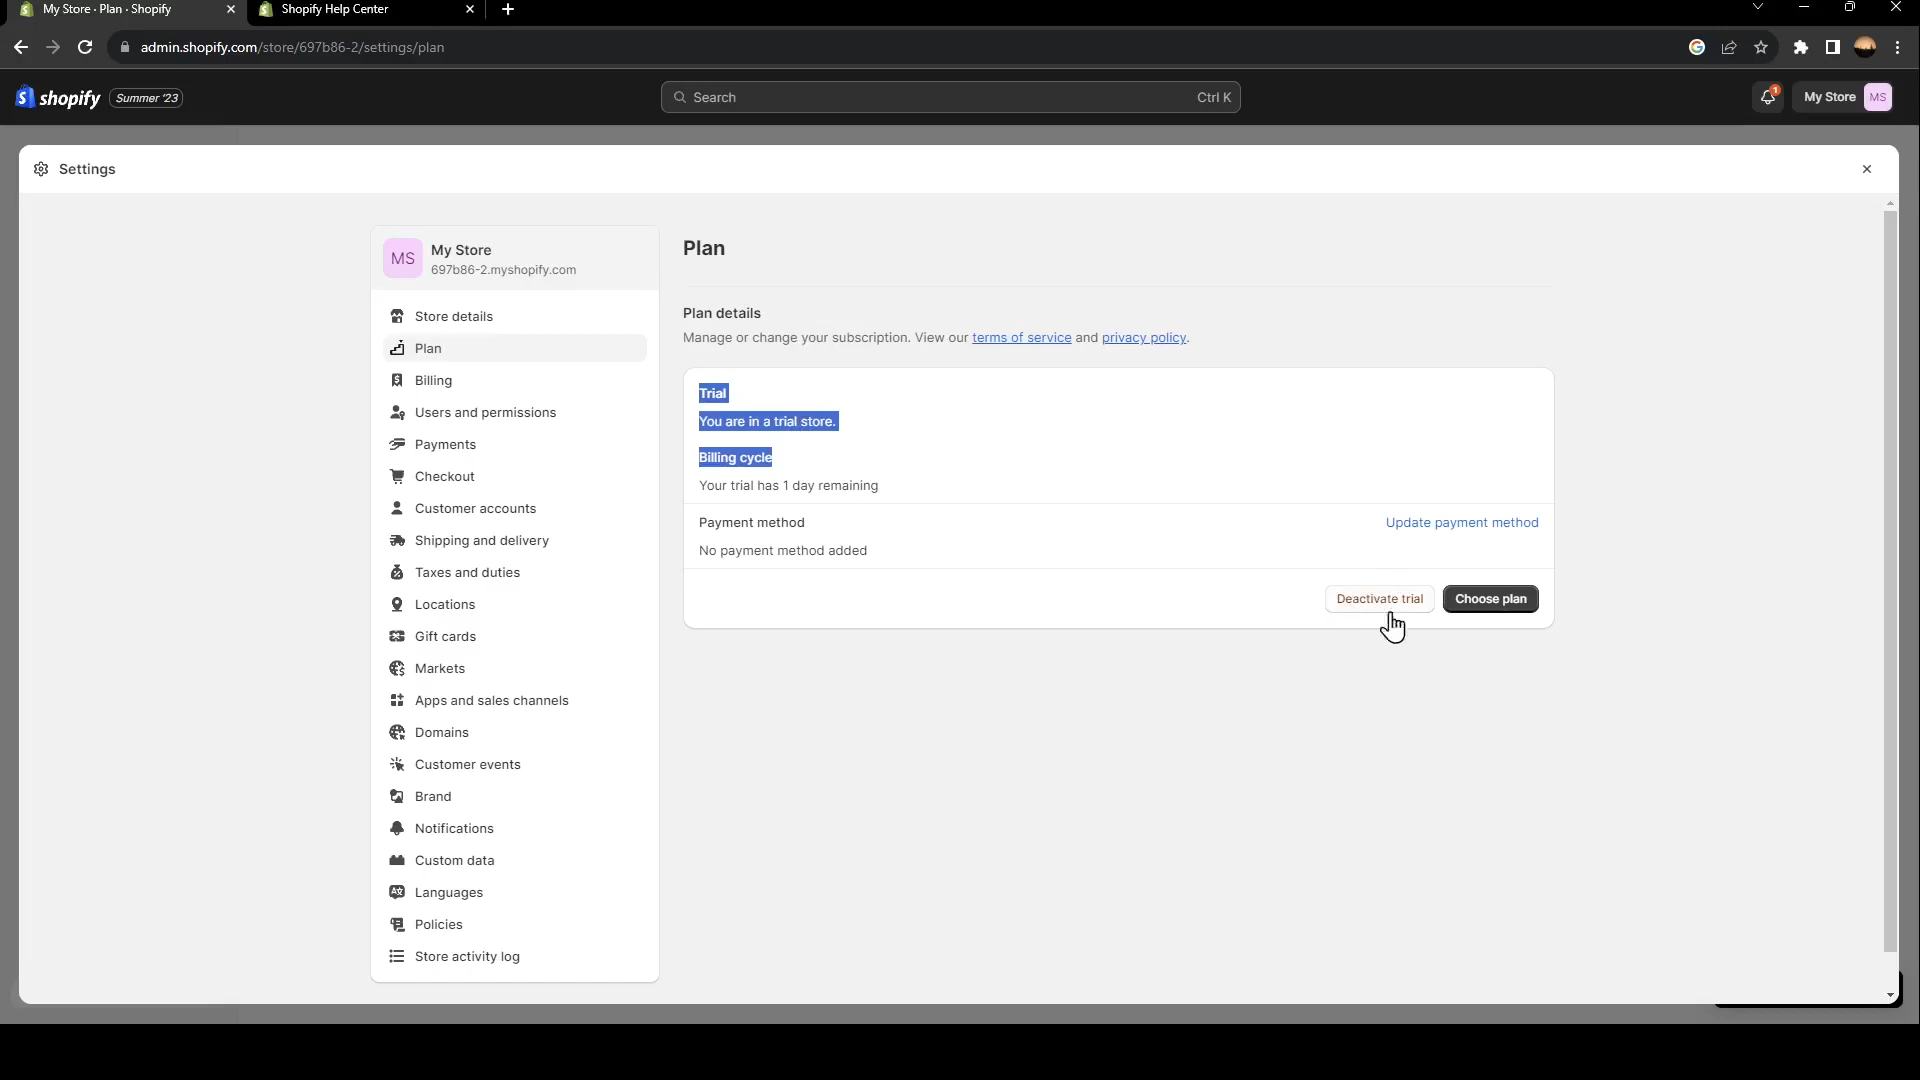 My Store · Plan · Shopify
Shopify Help Center
admin.shopify.com/store/697b86-2/settings/plan
shopify Summer '23
Search Ctrl K
1
My Store MS
Settings
MS
My Store
697b86-2.myshopify.com
Store details
Plan
Billing
Users and permissions
Payments
Checkout
Customer accounts
Shipping and delivery
Taxes and duties
Locations
Gift cards
Markets
Apps and sales channels
Domains
Customer events
Brand
Notifications
Custom data
Languages
Policies
Store activity log
Plan
Plan details
Manage or change your subscription. View our terms of service and privacy policy.
Trial
You are in a trial store.
Billing cycle
Your trial has 1 day remaining
Payment method Update payment method
No payment method added
Deactivate trial Choose plan